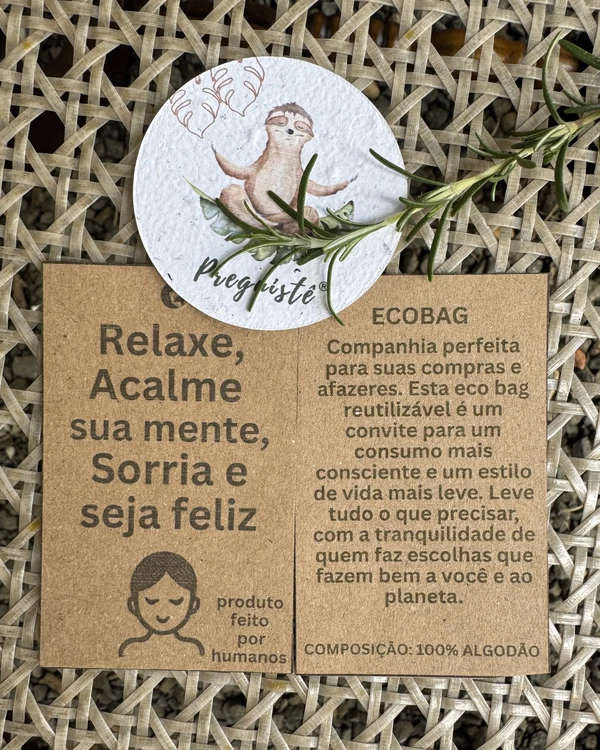 Preguistê®
Relaxe,
Acalme
sua mente,
Sorria e
seja feliz
produto
feito
por
humanos
ECOBAG
Companhia perfeita
para suas compras e
afazeres. Esta eco bag
reutilizável é um
convite para um
consumo mais
consciente e um estilo
de vida mais leve. Leve
tudo o que precisar,
com a tranquilidade de
quem faz escolhas que
fazem bem a você e ao
planeta.
COMPOSIÇÃO: 100% ALGODÃO